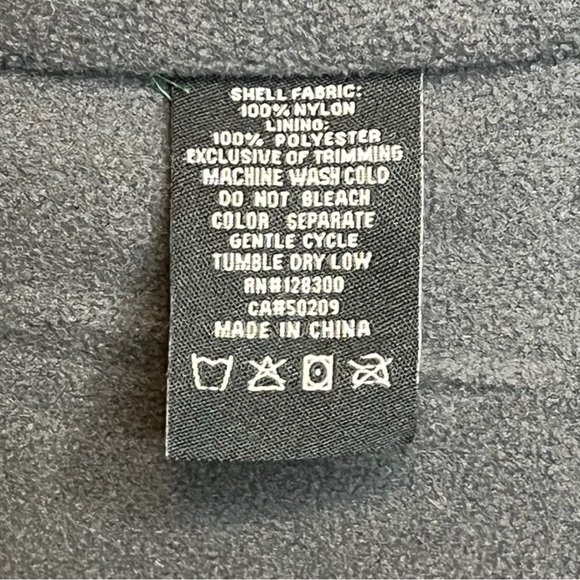 SHELL FABRIC:
100% NYLON
LINING:
100% POLYESTER
EXCLUSIVE OF TRIMMING
MACHINE WASH COLD
DO NOT BLEACH
COLOR SEPARATE
GENTLE CYCLE
TUMBLE DRY LOW
RN#128300
CA#50209
MADE IN CHINA